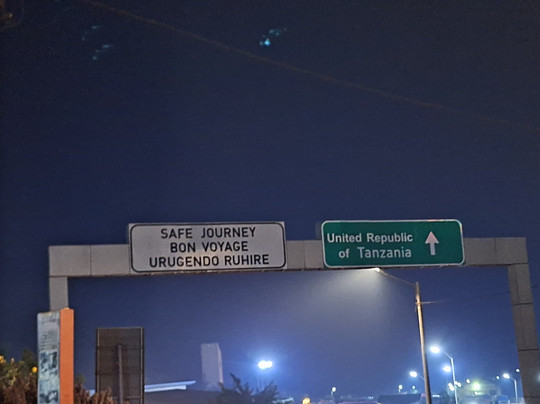 SAFE JOURNEY
BON VOYAGE
URUGENDO RUHIRE
United Republic
of Tanzania